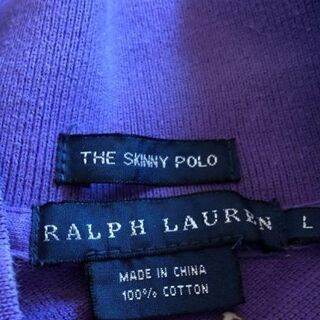 THE SKINNY POLO
RALPH LAUREN L
MADE IN CHINA
100% COTTON